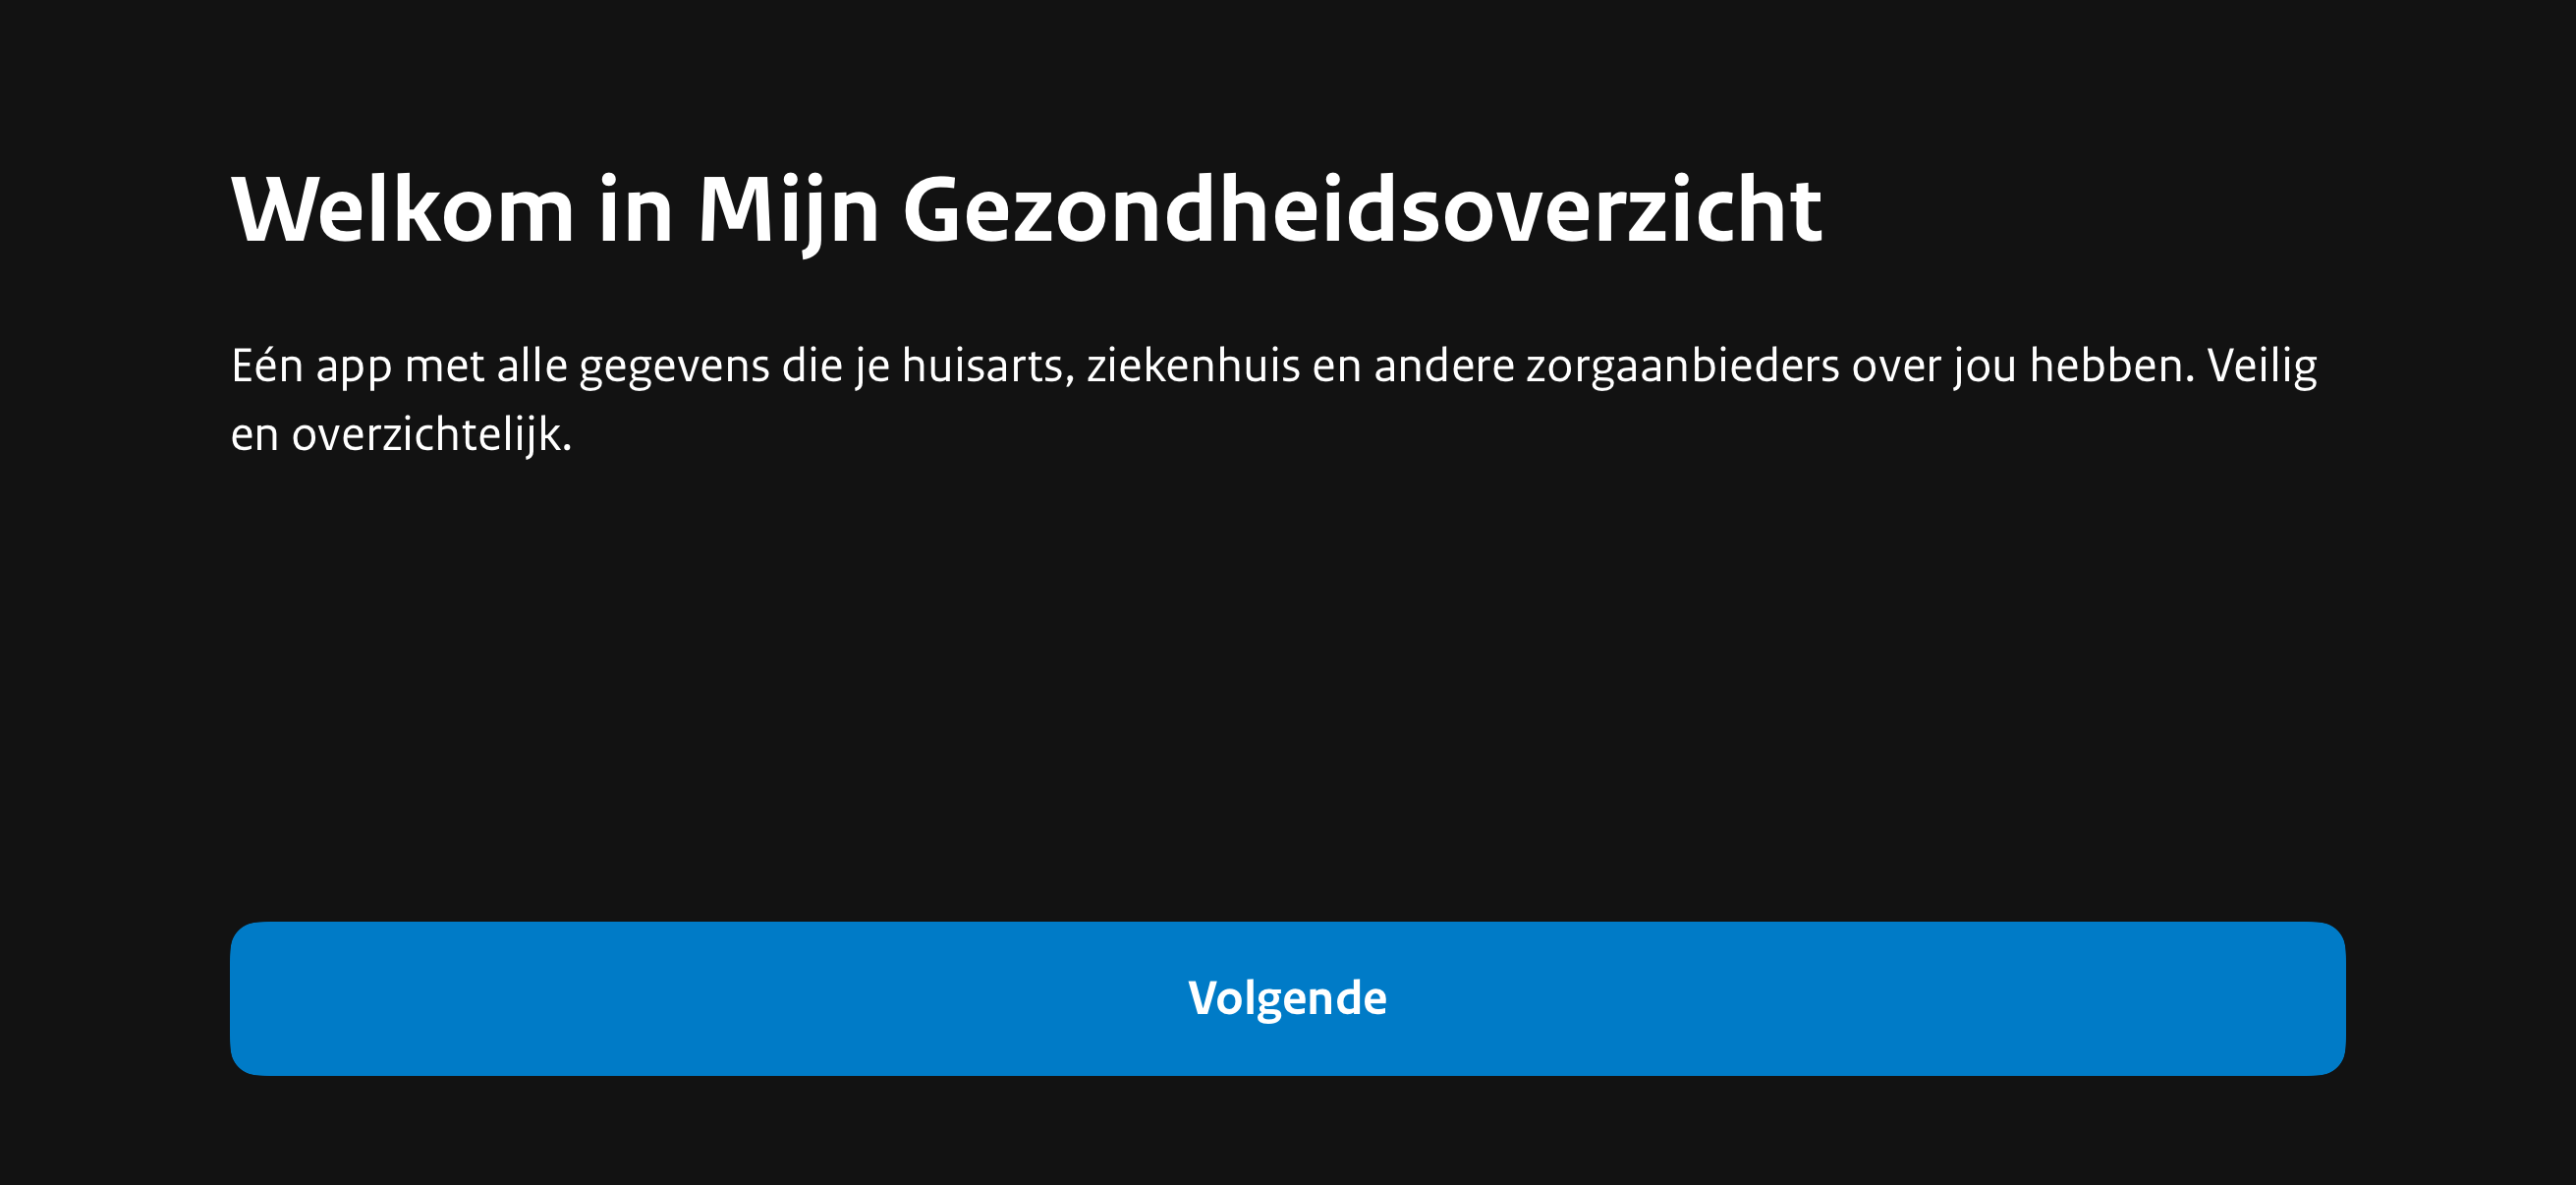 Welkom in Mijn Gezondheidsoverzicht
Eén app met alle gegevens die je huisarts, ziekenhuis en andere zorgaanbieders over jou hebben. Veilig
en overzichtelijk.
Volgende